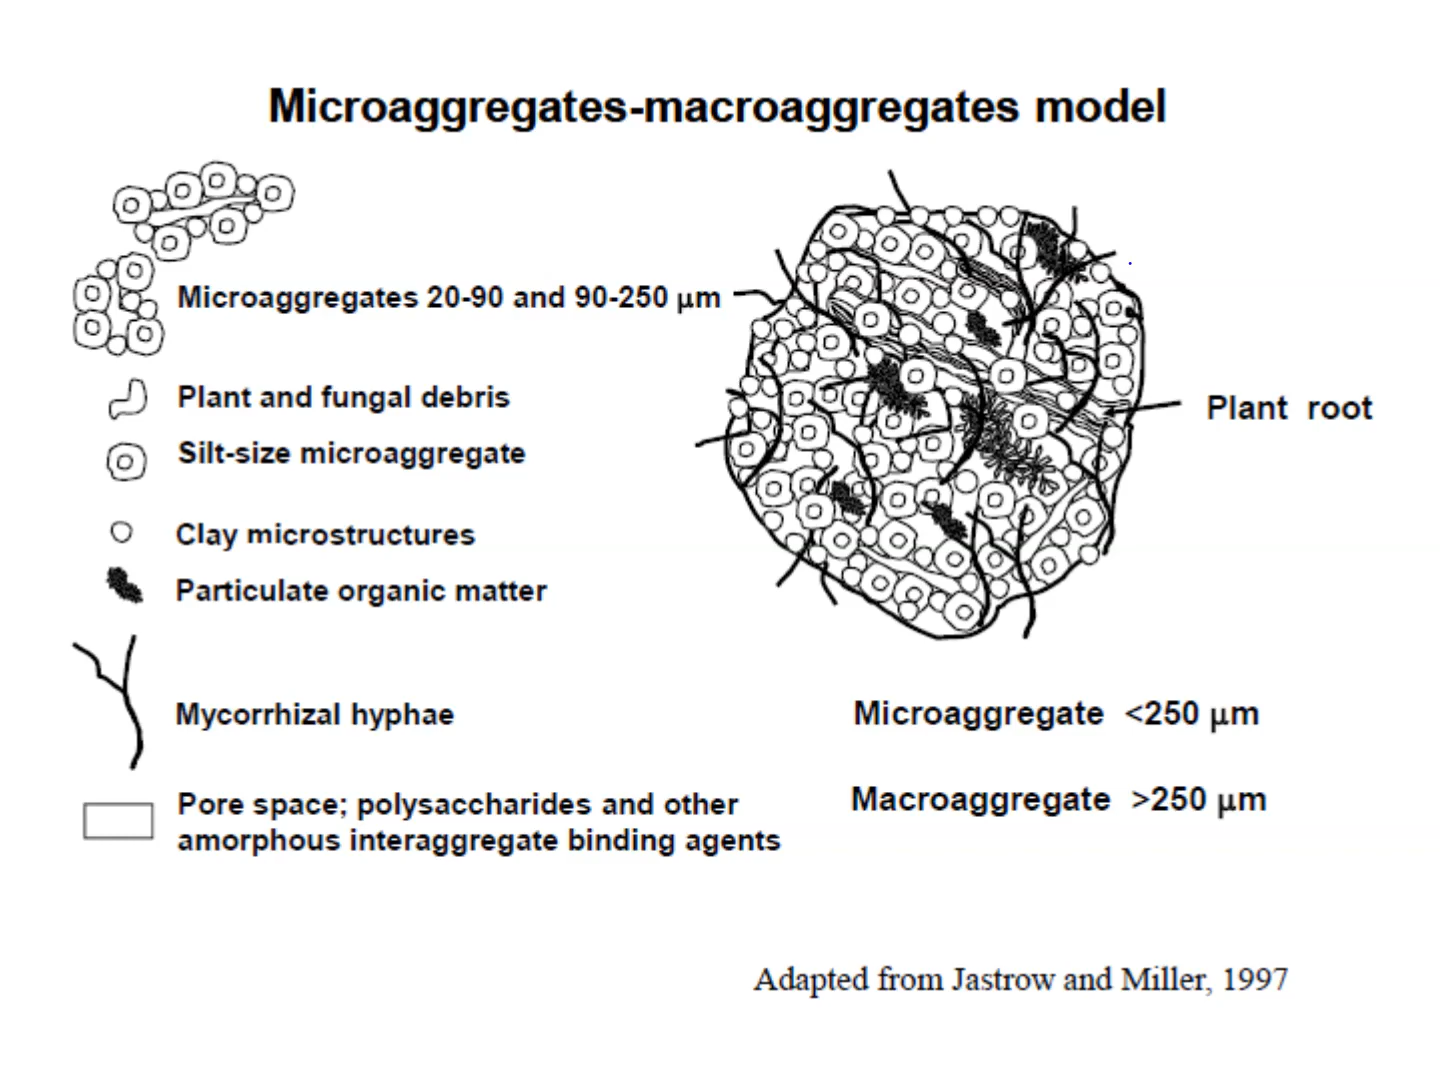 Microaggregates-macroaggregates model
Microaggregates 20-90 and 90-250 μm
Plant and fungal debris
Silt-size microaggregate
Clay microstructures
Particulate organic matter
Mycorrhizal hyphae
Pore space; polysaccharides and other
amorphous interaggregate binding agents
Plant root
Microaggregate <250 μm
Macroaggregate >250 μm
Adapted from Jastrow and Miller, 1997